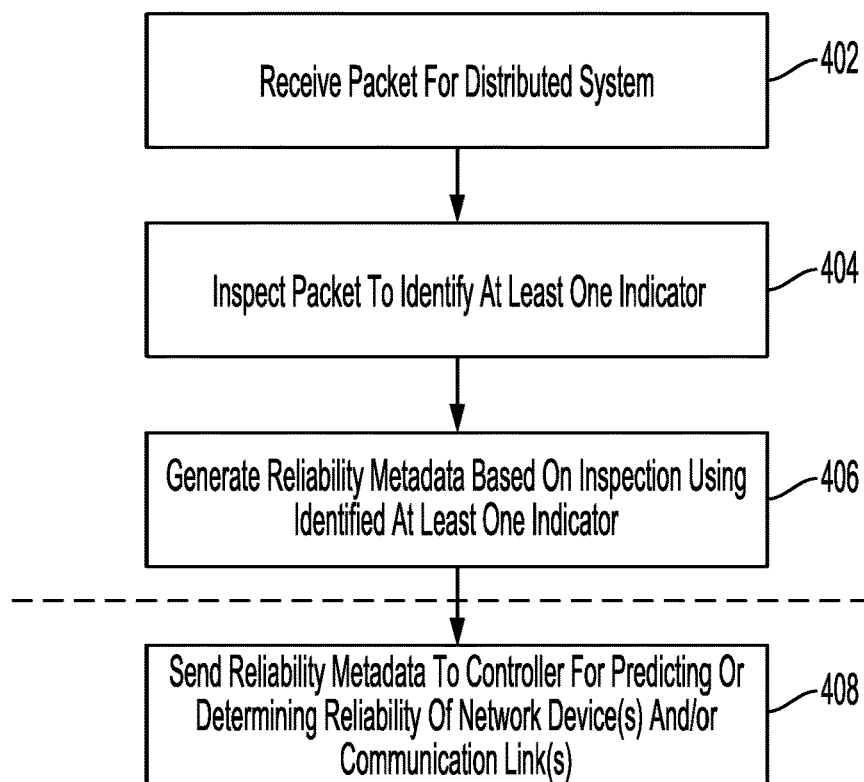 Receive Packet For Distributed System
402
Inspect Packet To Identify At Least One Indicator
404
Generate Reliability Metadata Based On Inspection Using
Identified At Least One Indicator
406
Send Reliability Metadata To Controller For Predicting Or
Determining Reliability Of Network Device(s) And/or
Communication Link(s)
408